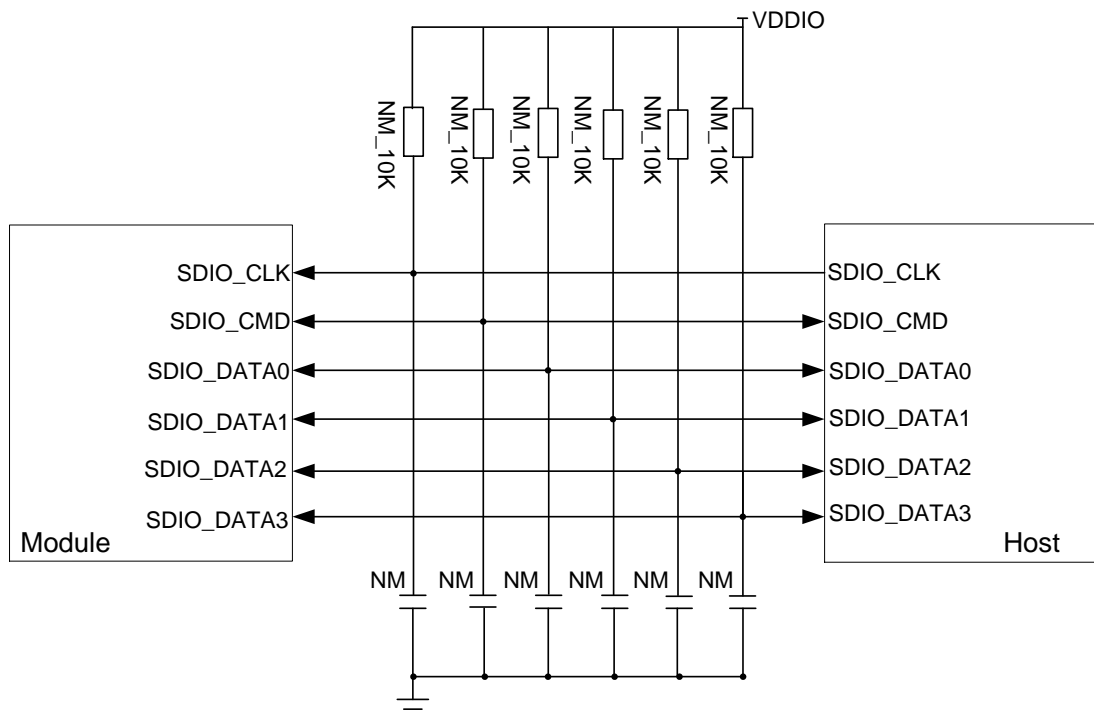 VDDIO
NM_10K
NM_10K
NM_10K
NM_10K
NM_10K
NM_10K
SDIO_CLK
SDIO_CLK
SDIO_CMD
SDIO_CMD
SDIO_DATA0
SDIO_DATA0
SDIO_DATA1
SDIO_DATA1
SDIO_DATA2
SDIO_DATA2
SDIO_DATA3
SDIO_DATA3
Module
Host
NM
NM
NM
NM
NM
NM